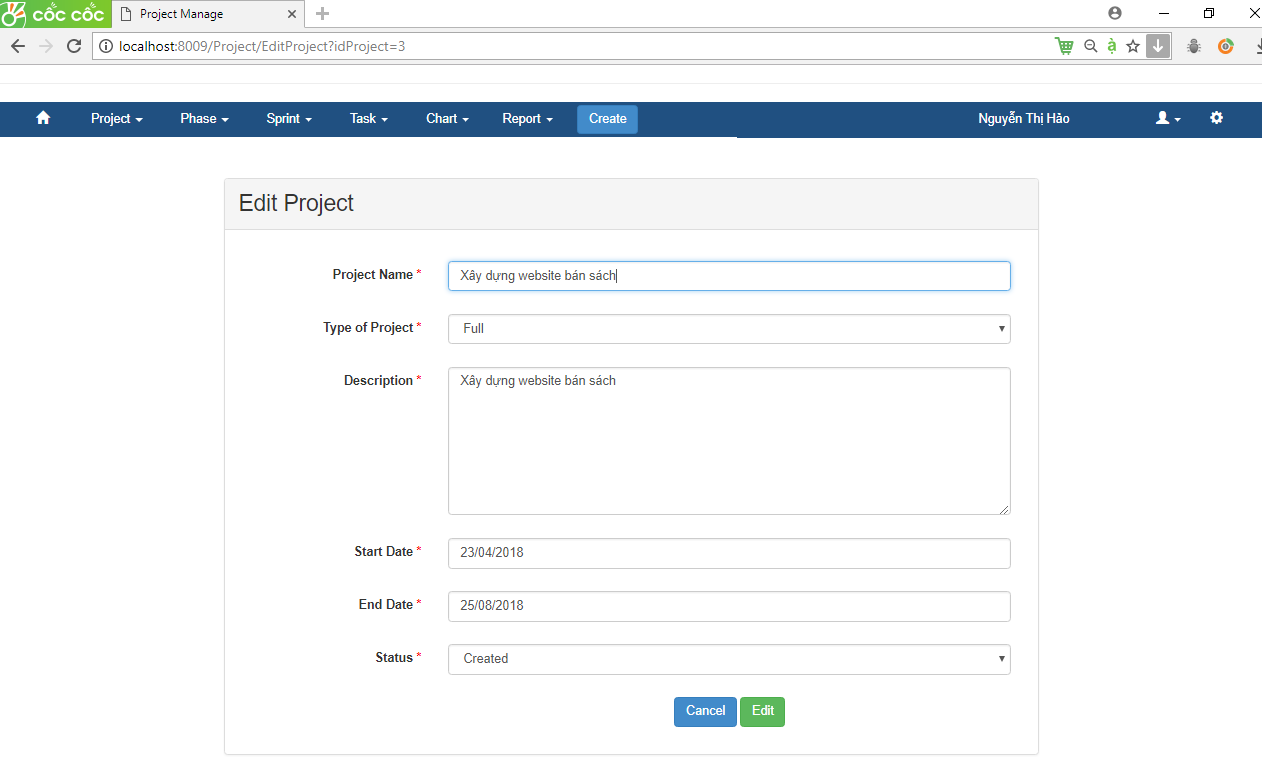 cốc cốc Project Manage
localhost:8009/Project/EditProject?idProject=3
Project Phase Sprint Task Chart Report Create Nguyễn Thị Hảo
Edit Project
Project Name * Xây dựng website bán sách
Type of Project * Full
Description * Xây dựng website bán sách
Start Date * 23/04/2018
End Date * 25/08/2018
Status * Created
Cancel Edit